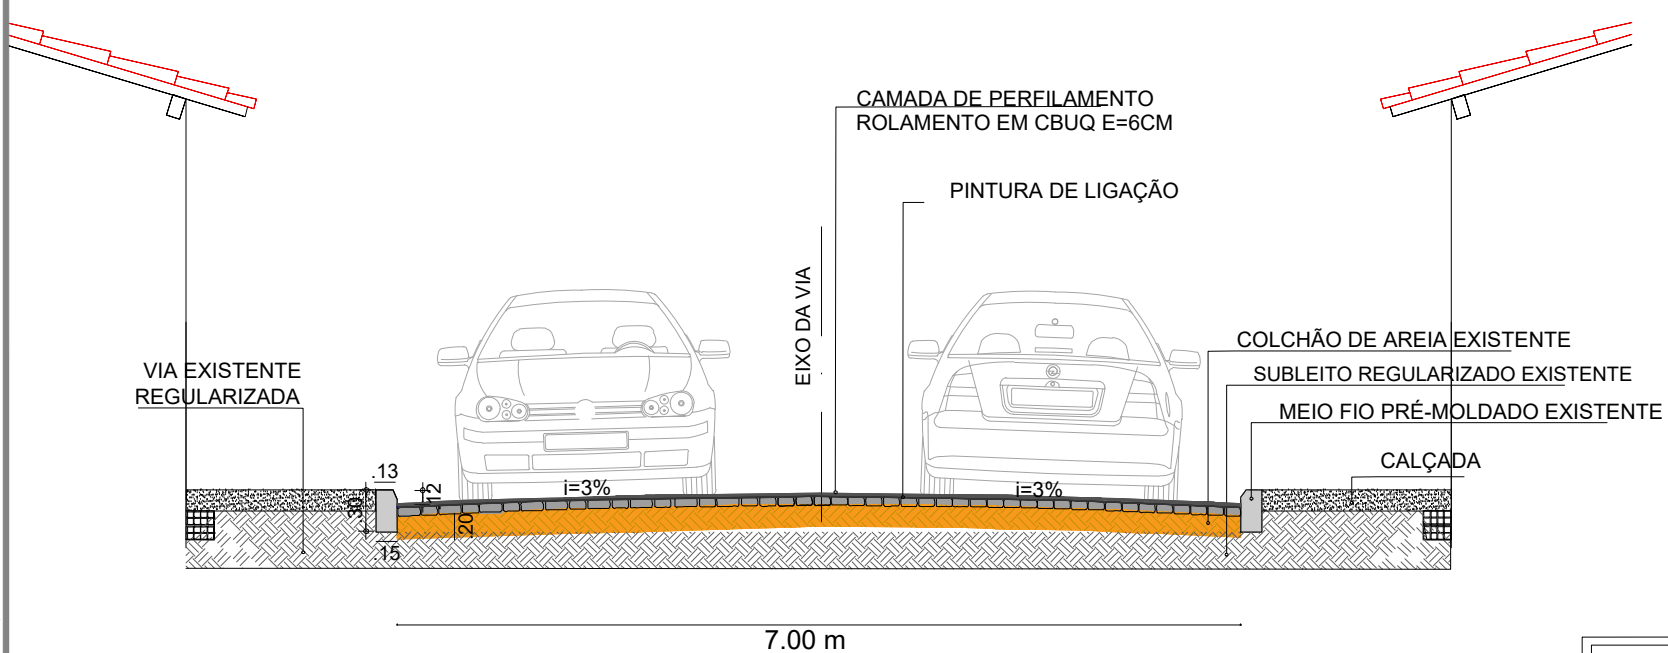 CAMADA DE PERFILAMENTO
ROLAMENTO EM CBUQ E=6CM
PINTURA DE LIGAÇÃO
EIXO DA VIA
COLCHÃO DE AREIA EXISTENTE
VIA EXISTENTE
REGULARIZADA
SUBLEITO REGULARIZADO EXISTENTE
MEIO FIO PRÉ-MOLDADO EXISTENTE
CALÇADA
.13
.12
i=3%
i=3%
.30
.20
.15
7.00 m